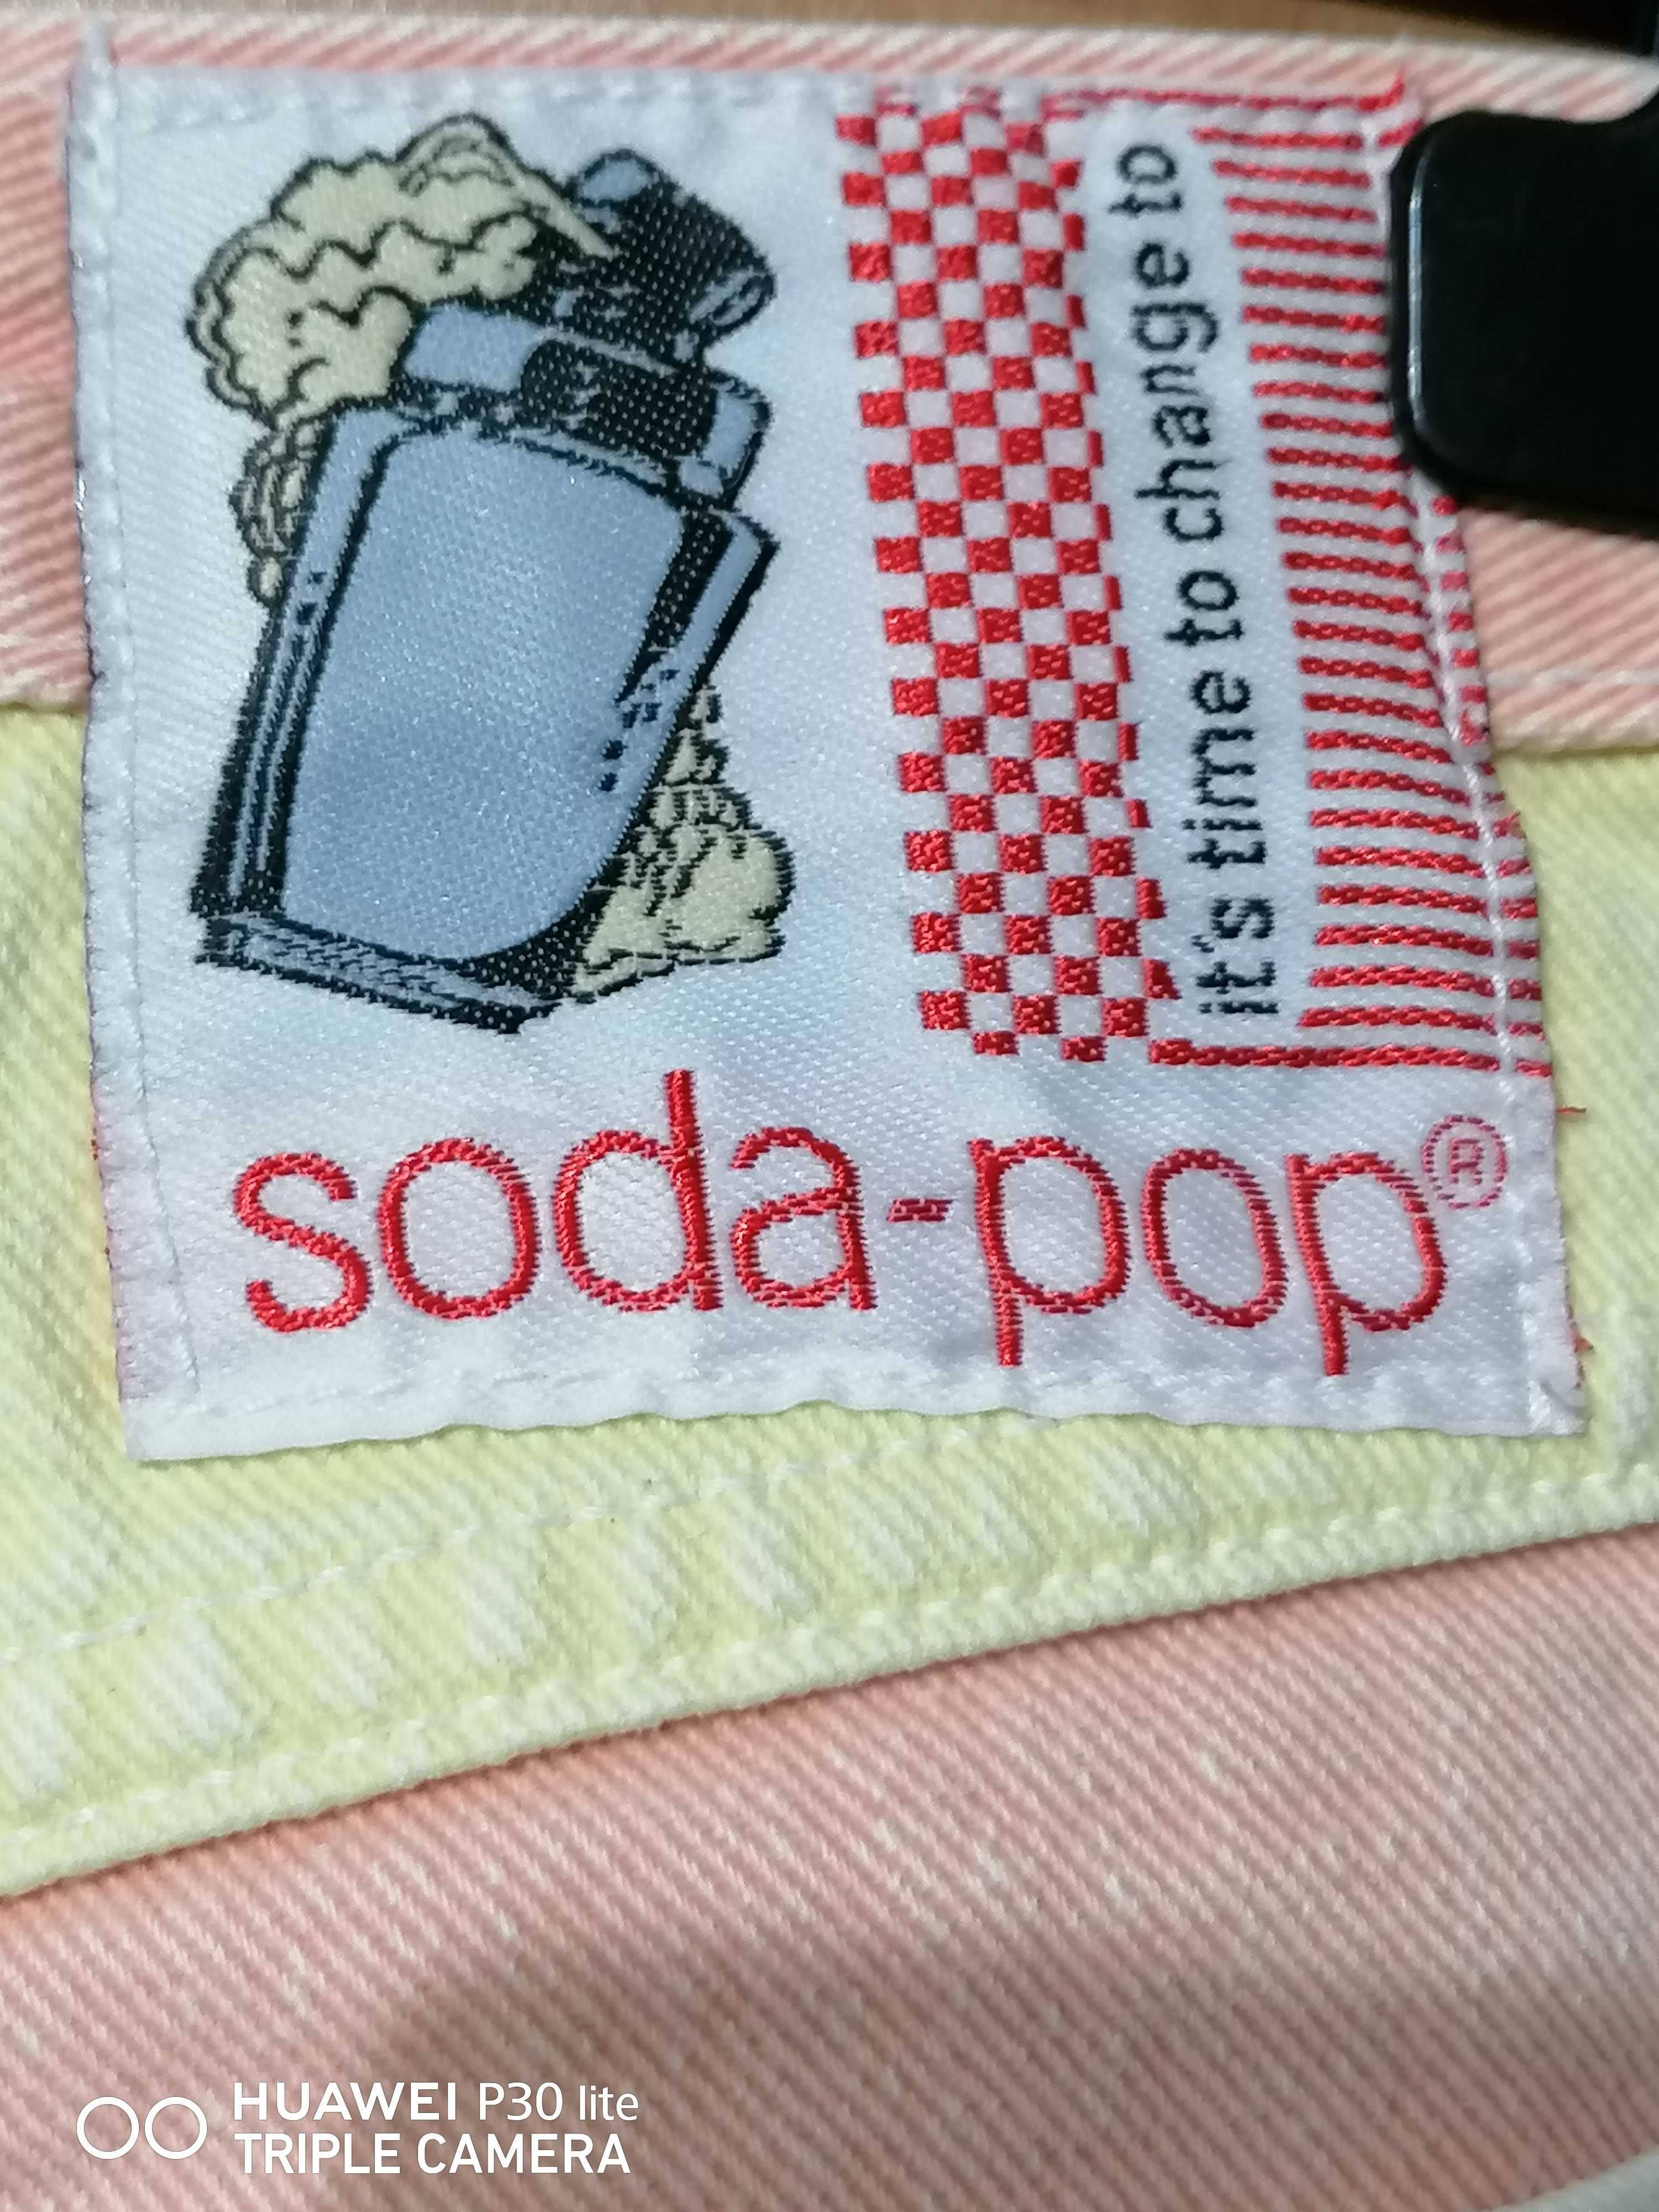 it's time to change to
soda-pop®
HUAWEI P30 lite
TRIPLE CAMERA